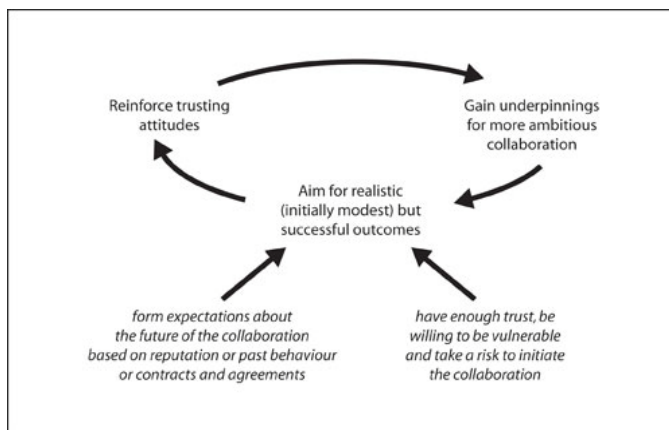 Reinforce trusting
attitudes
Gain underpinnings
for more ambitious
collaboration
Aim for realistic
(initially modest) but
successful outcomes
form expectations about
the future of the collaboration
based on reputation or past behaviour
or contracts and agreements
have enough trust, be
willing to be vulnerable
and take a risk to initiate
the collaboration